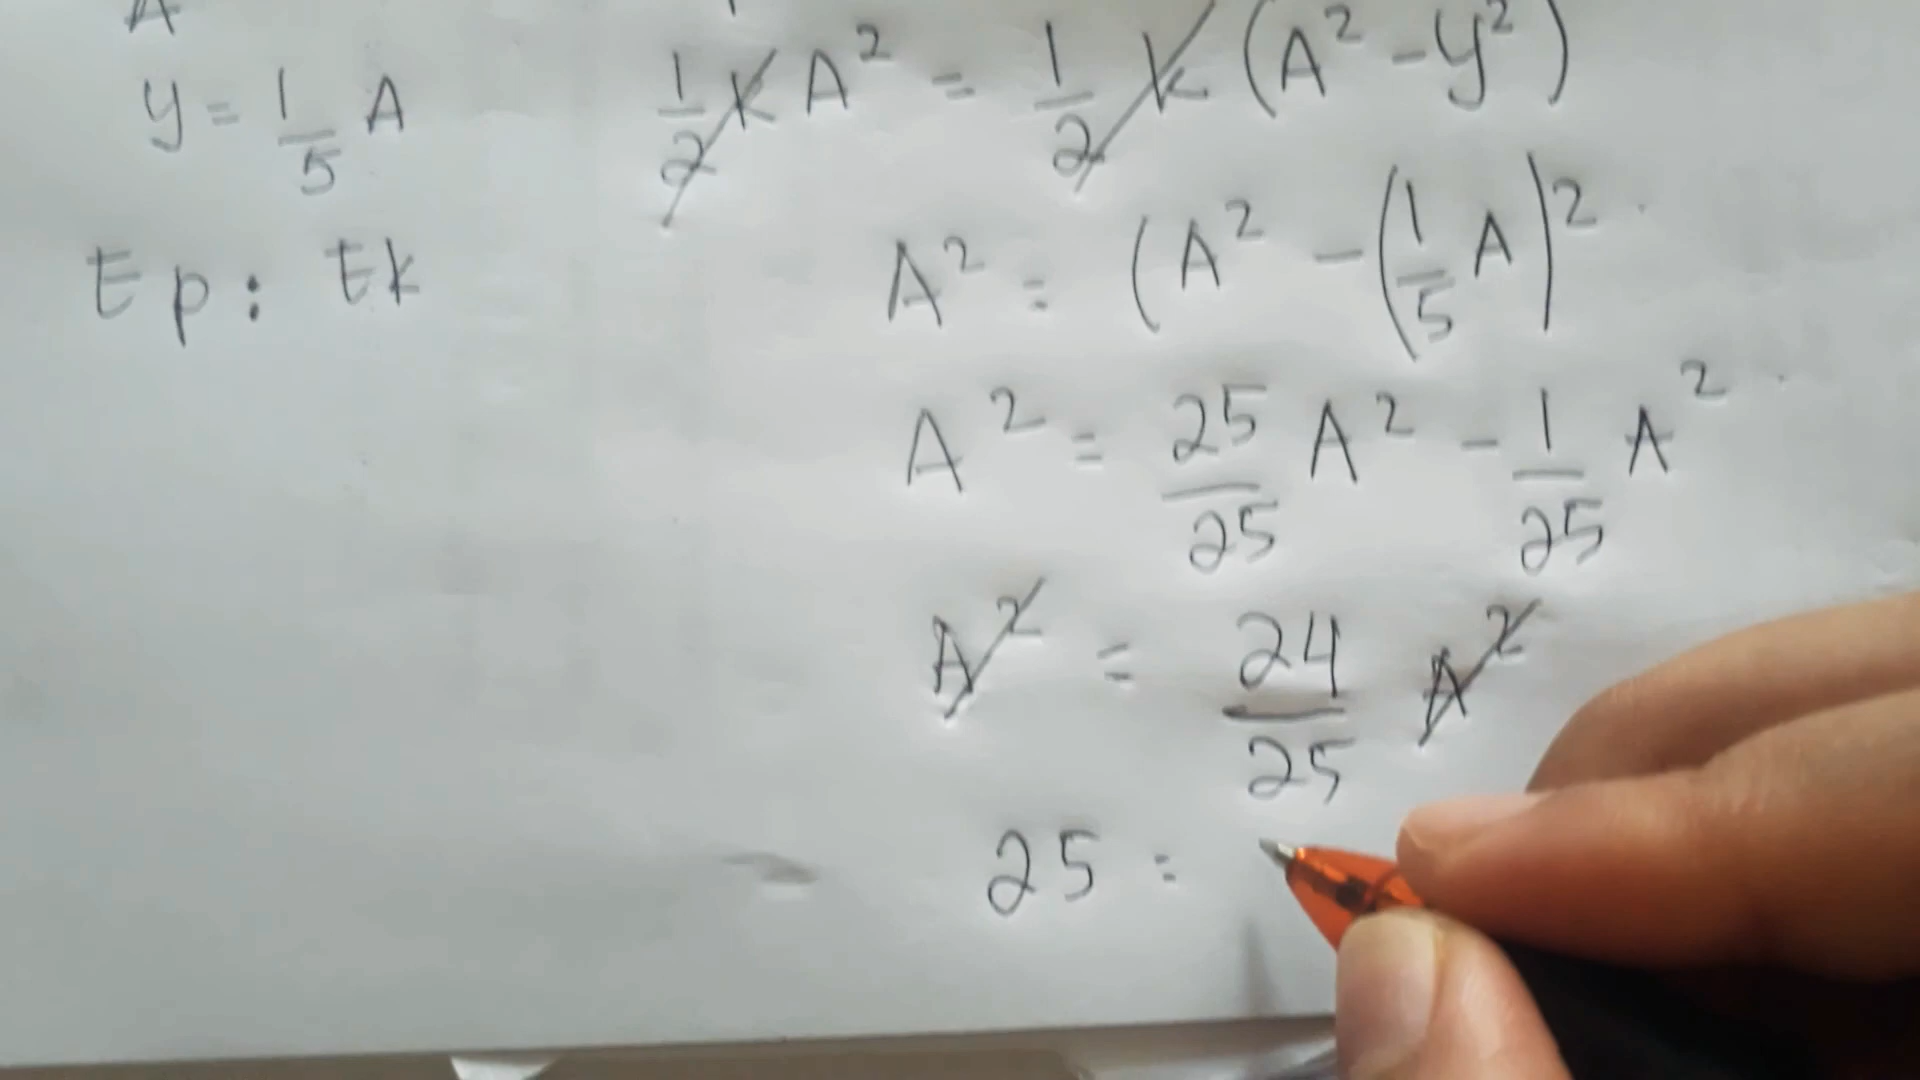 A
y = 1/5 A
Ep : Ek
1/2 k A² = 1/2 k (A² - y²)
A² = (A² - (1/5 A)²
A² = 25/25 A² - 1/25 A²
A² = 24/25 A²
25 :